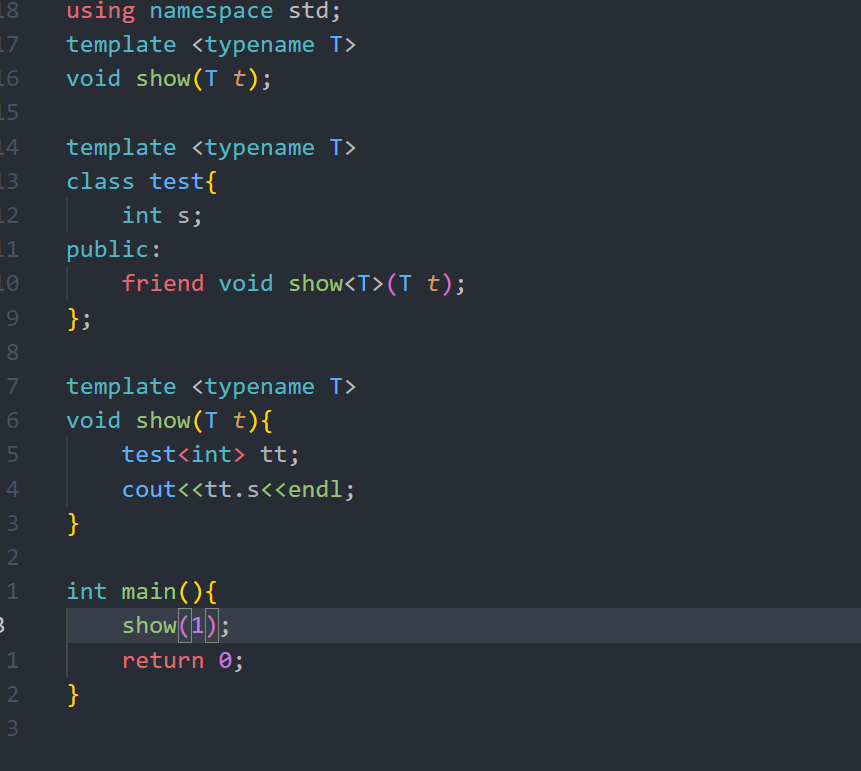 18 using namespace std;
17 template <typename T>
16 void show(T t);
15
14 template <typename T>
13 class test{
12 int s;
11 public:
10 friend void show<T>(T t);
9 };
8
7 template <typename T>
6 void show(T t){
5 test<int> tt;
4 cout<<tt.s<<endl;
3 }
2
1 int main(){
3 show(1);
1 return 0;
2 }
3